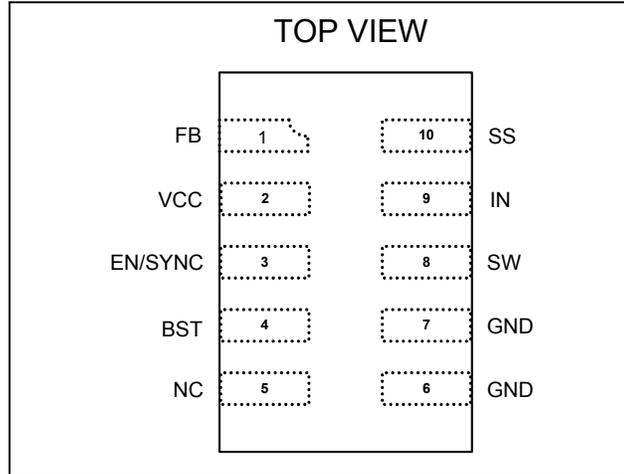 TOP VIEW
FB 1 10 SS
VCC 2 9 IN
EN/SYNC 3 8 SW
BST 4 7 GND
NC 5 6 GND